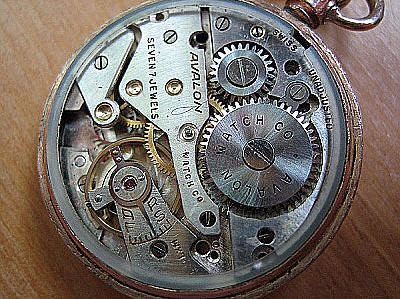 AVALON
WATCH CO
SEVEN 7 JEWELS
SWISS
UNADJUSTED
AVALON WATCH CO.